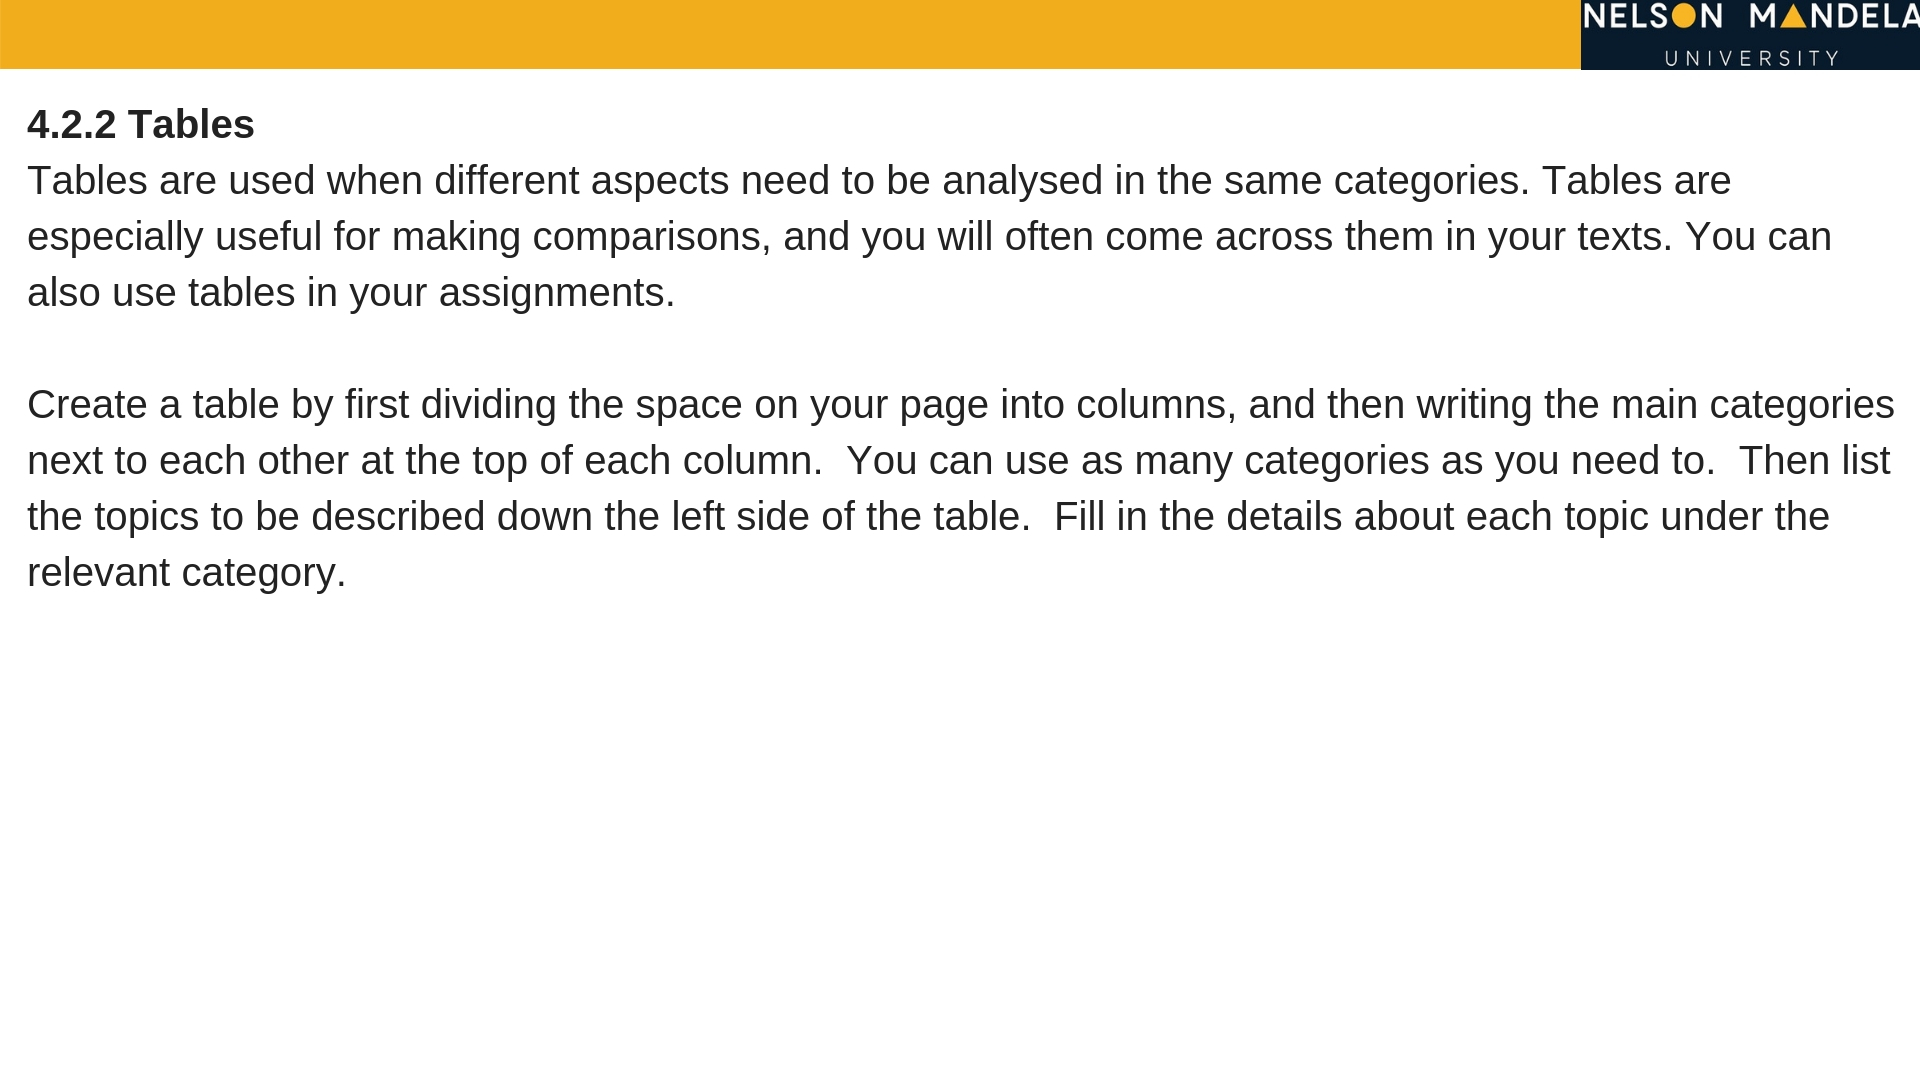 NELSON MANDELA
UNIVERSITY
4.2.2 Tables
Tables are used when different aspects need to be analysed in the same categories. Tables are
especially useful for making comparisons, and you will often come across them in your texts. You can
also use tables in your assignments.
Create a table by first dividing the space on your page into columns, and then writing the main categories
next to each other at the top of each column.  You can use as many categories as you need to.  Then list
the topics to be described down the left side of the table.  Fill in the details about each topic under the
relevant category.